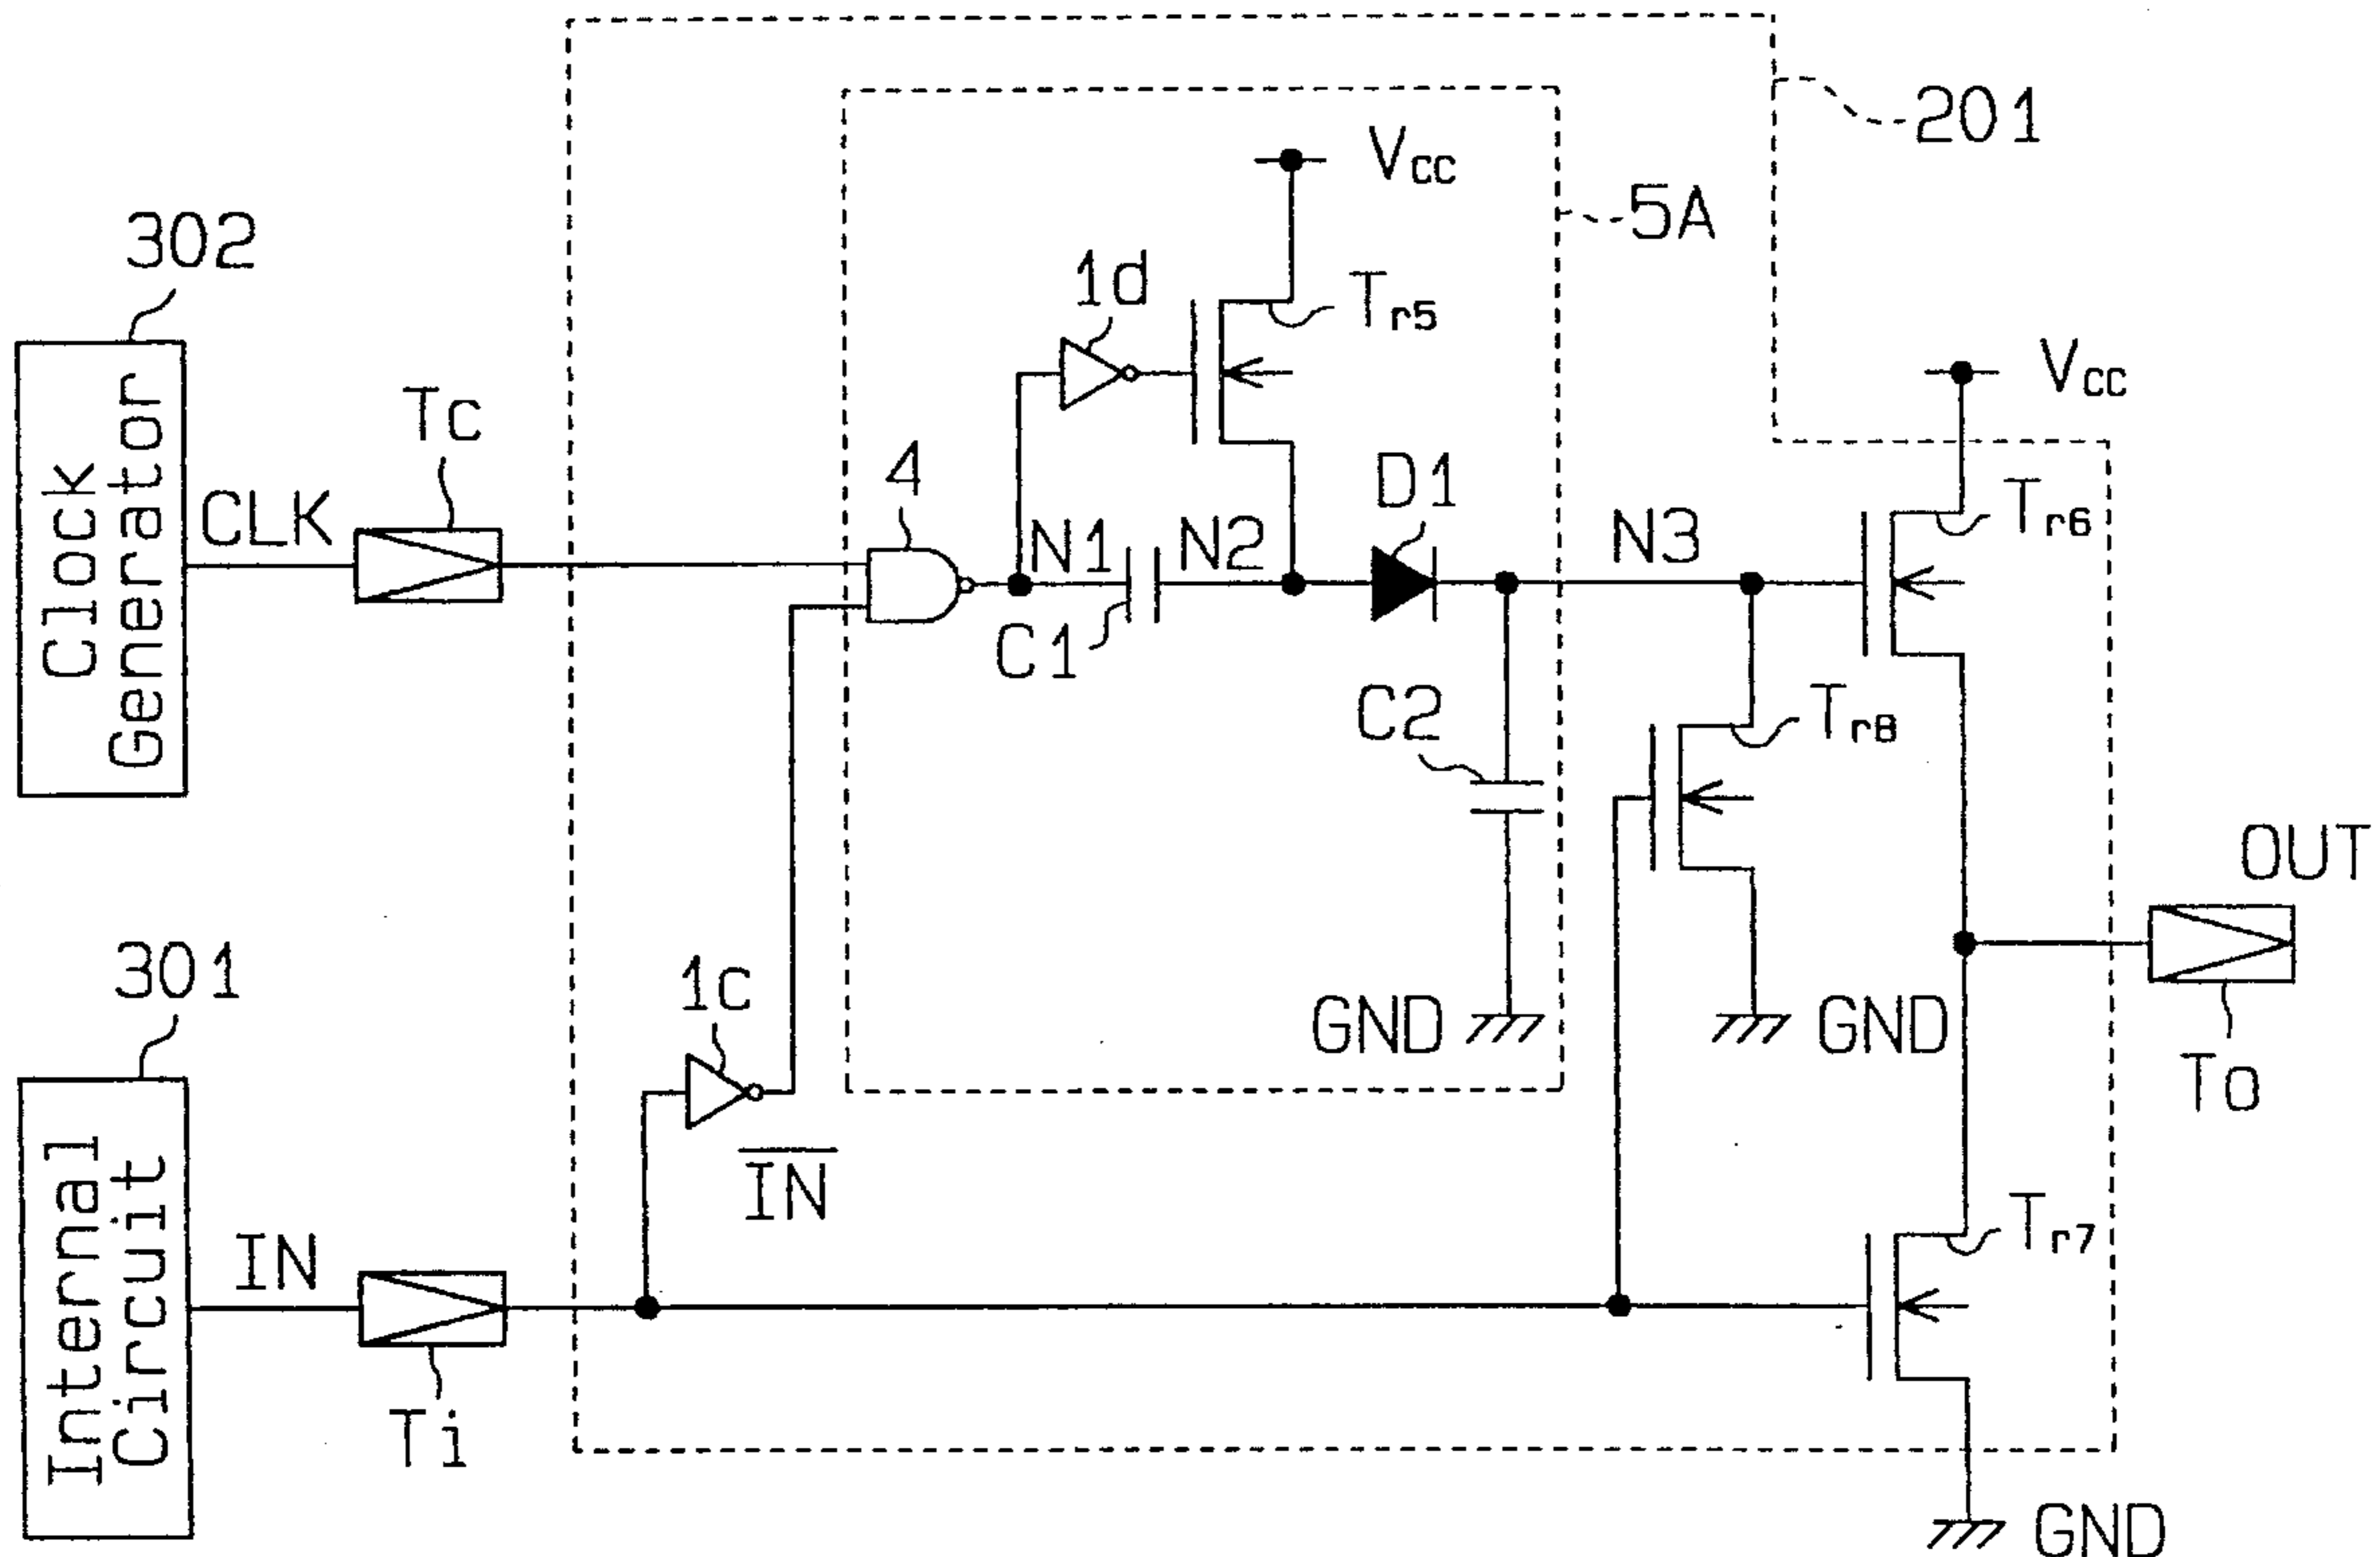 201
Vcc
5A
302
1d
Tr5
Vcc
Tc
4
D1
Clock
Generator
CLK
N1
N2
N3
Tr6
C1
C2
Tr8
OUT
301
1c
GND
GND
To
IN
Internal
Circuit
IN
Tr7
Ti
GND